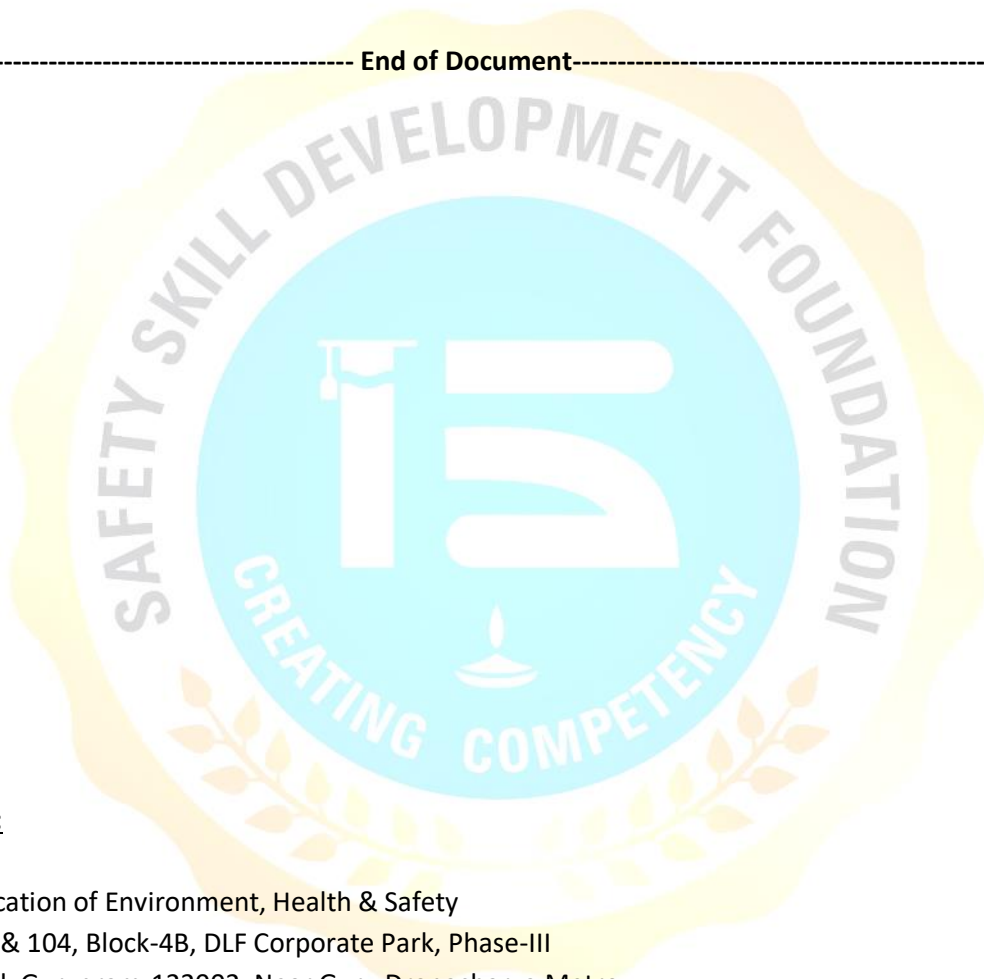 --------------------------------------- End of Document----------------------------------------------
SAFETY SKILL DEVELOPMENT FOUNDATION
CREATING COMPETENCY
cation of Environment, Health & Safety
& 104, Block-4B, DLF Corporate Park, Phase-III